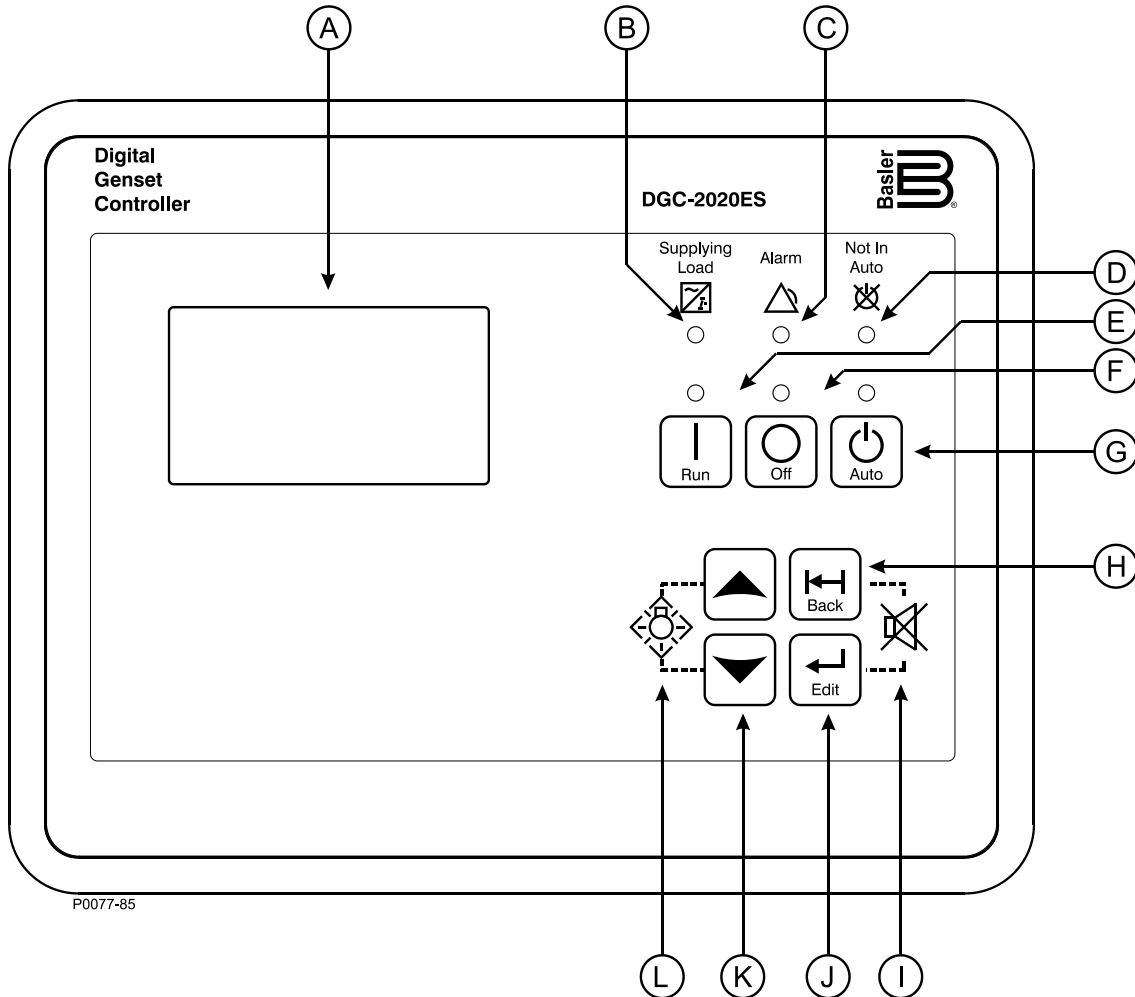 A
B
C
Digital
Genset
Controller
DGC-2020ES
Basler
®
Supplying
Load
Alarm
Not In
Auto
D
E
F
Run
Off
Auto
G
H
Back
Edit
P0077-85
L
K
J
I